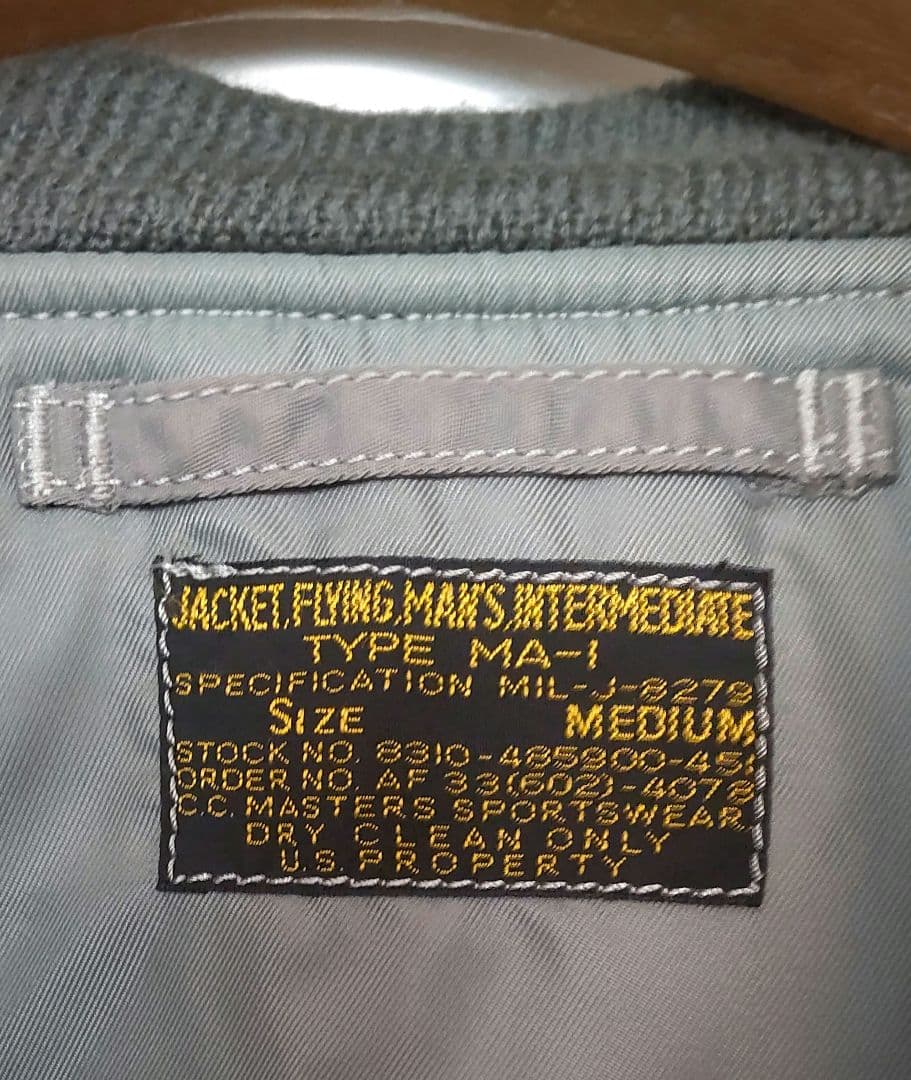 JACKET, FLYING, MAN'S, INTERMEDIATE
TYPE MA-1
SPECIFICATION MIL-J-8279
SIZE MEDIUM
STOCK NO. 8310-485900-451
ORDER NO. AF 33(602)-4079
C.C. MASTERS SPORTSWEAR
DRY CLEAN ONLY
U.S. PROPERTY